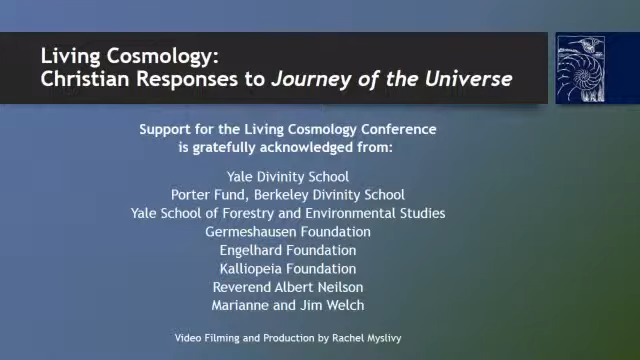 Living Cosmology:
Christian Responses to Journey of the Universe
Support for the Living Cosmology Conference
is gratefully acknowledged from:
Yale Divinity School
Porter Fund, Berkeley Divinity School
Yale School of Forestry and Environmental Studies
Germeshausen Foundation
Engelhard Foundation
Kalliopeia Foundation
Reverend Albert Neilson
Marianne and Jim Welch
Video Filming and Production by Rachel Myslivy